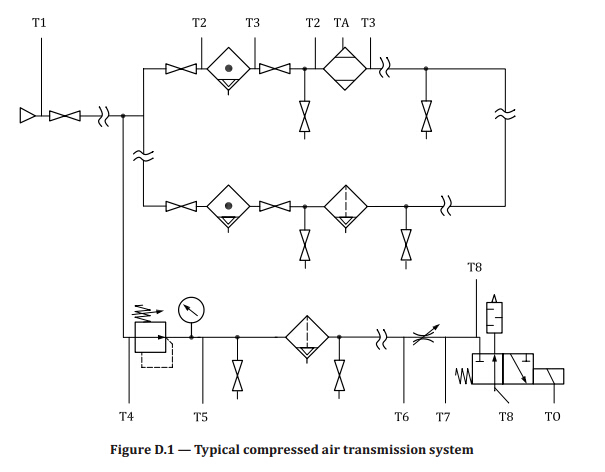 T1 T2 T3 T2 TA T3
T8
T4 T5 T6 T7 T8 TO
Figure D.1 — Typical compressed air transmission system